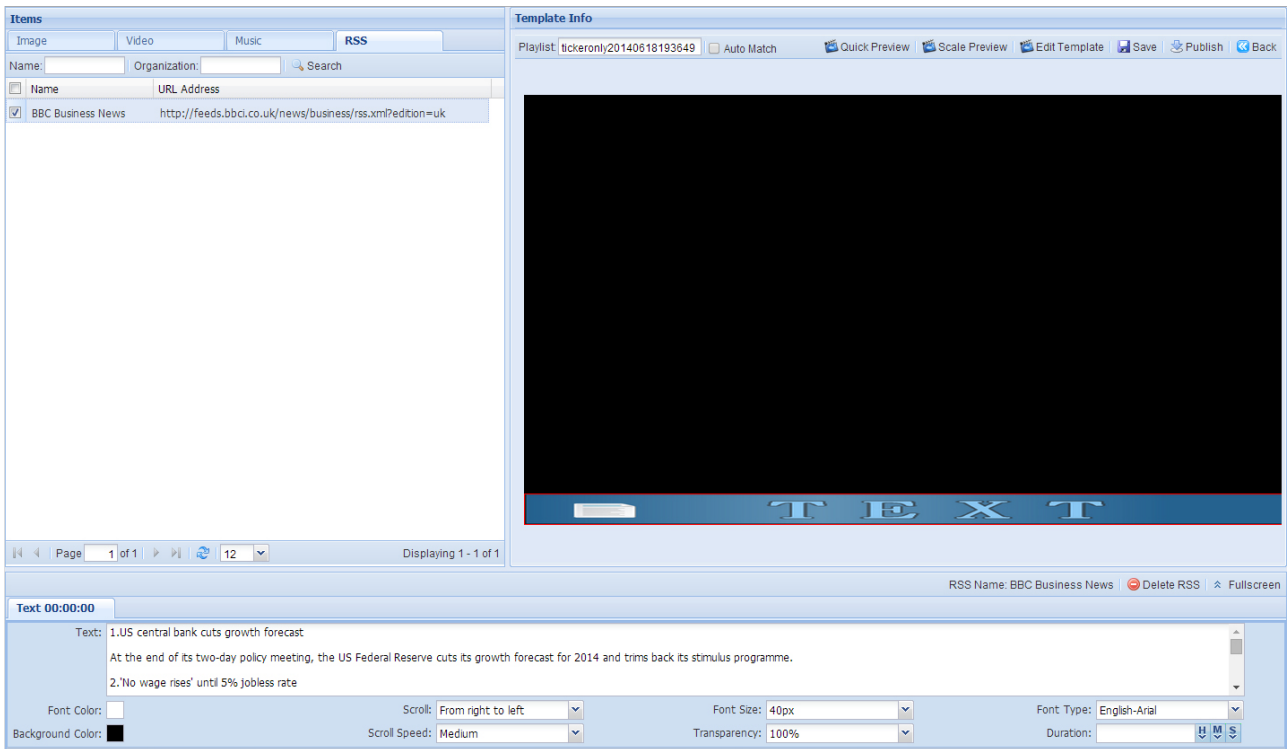 Items
Image Video Music RSS
Name: Organization: Search
Name URL Address
BBC Business News http://feeds.bbci.co.uk/news/business/rss.xml?edition=uk
Page 1 of 1 12 Displaying 1 - 1 of 1
Template Info
Playlist: tickeronly20140618193649 Auto Match Quick Preview Scale Preview Edit Template Save Publish Back
TEXT
RSS Name: BBC Business News Delete RSS Fullscreen
Text 00:00:00
Text: 1.US central bank cuts growth forecast
At the end of its two-day policy meeting, the US Federal Reserve cuts its growth forecast for 2014 and trims back its stimulus programme.
2.'No wage rises' until 5% jobless rate
Font Color: Scroll: From right to left Font Size: 40px Font Type: English-Arial
Background Color: Scroll Speed: Medium Transparency: 100% Duration: H M S